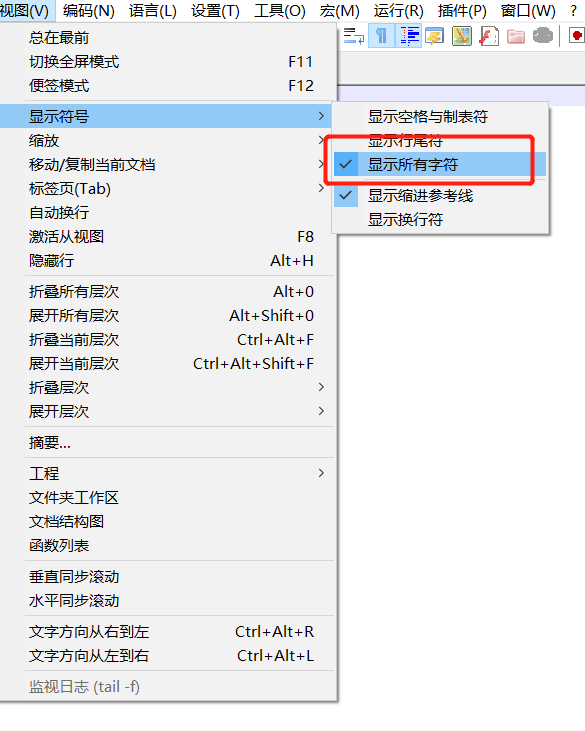 视图(V) 编码(N) 语言(L) 设置(T) 工具(O) 宏(M) 运行(R) 插件(P) 窗口(W) ?
总在最前
切换全屏模式 F11
便签模式 F12
显示符号
缩放
移动/复制当前文档
标签页(Tab)
自动换行
激活从视图 F8
隐藏行 Alt+H
折叠所有层次 Alt+0
展开所有层次 Alt+Shift+0
折叠当前层次 Ctrl+Alt+F
展开当前层次 Ctrl+Alt+Shift+F
折叠层次
展开层次
摘要...
工程
文件夹工作区
文档结构图
函数列表
垂直同步滚动
水平同步滚动
文字方向从右到左 Ctrl+Alt+R
文字方向从左到右 Ctrl+Alt+L
监视日志 (tail -f)
显示空格与制表符
显示行尾符
显示所有字符
显示缩进参考线
显示换行符